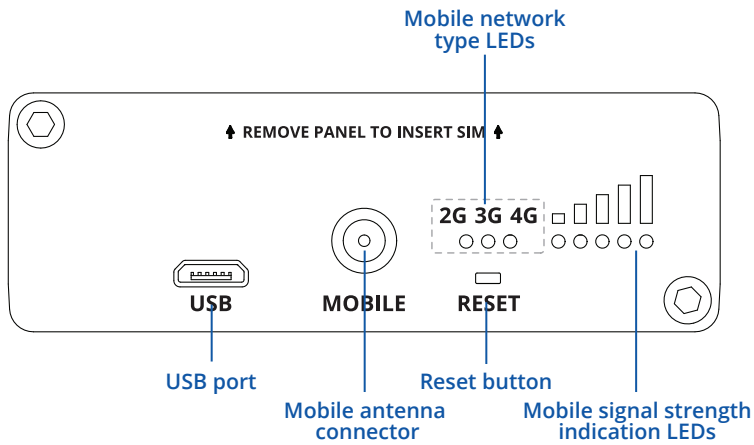 Mobile network
type LEDs
REMOVE PANEL TO INSERT SIM
2G 3G 4G
USB
MOBILE
RESET
USB port
Reset button
Mobile antenna
connector
Mobile signal strength
indication LEDs